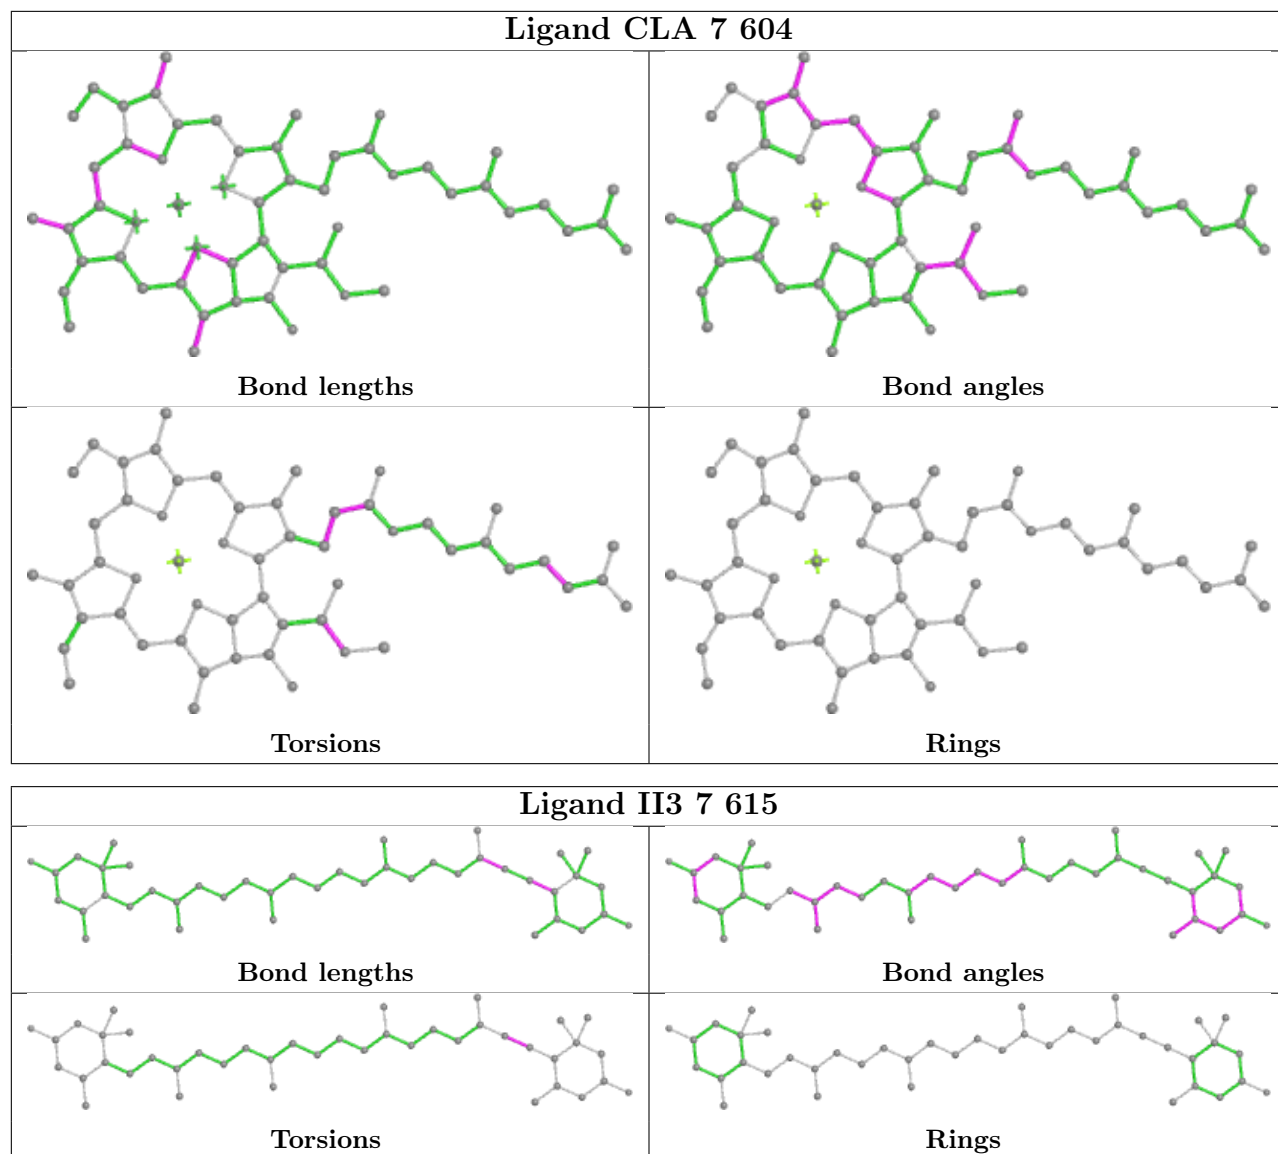 Ligand CLA 7 604
Bond lengths
Bond angles
Torsions
Rings
Ligand II3 7 615
Bond lengths
Bond angles
Torsions
Rings